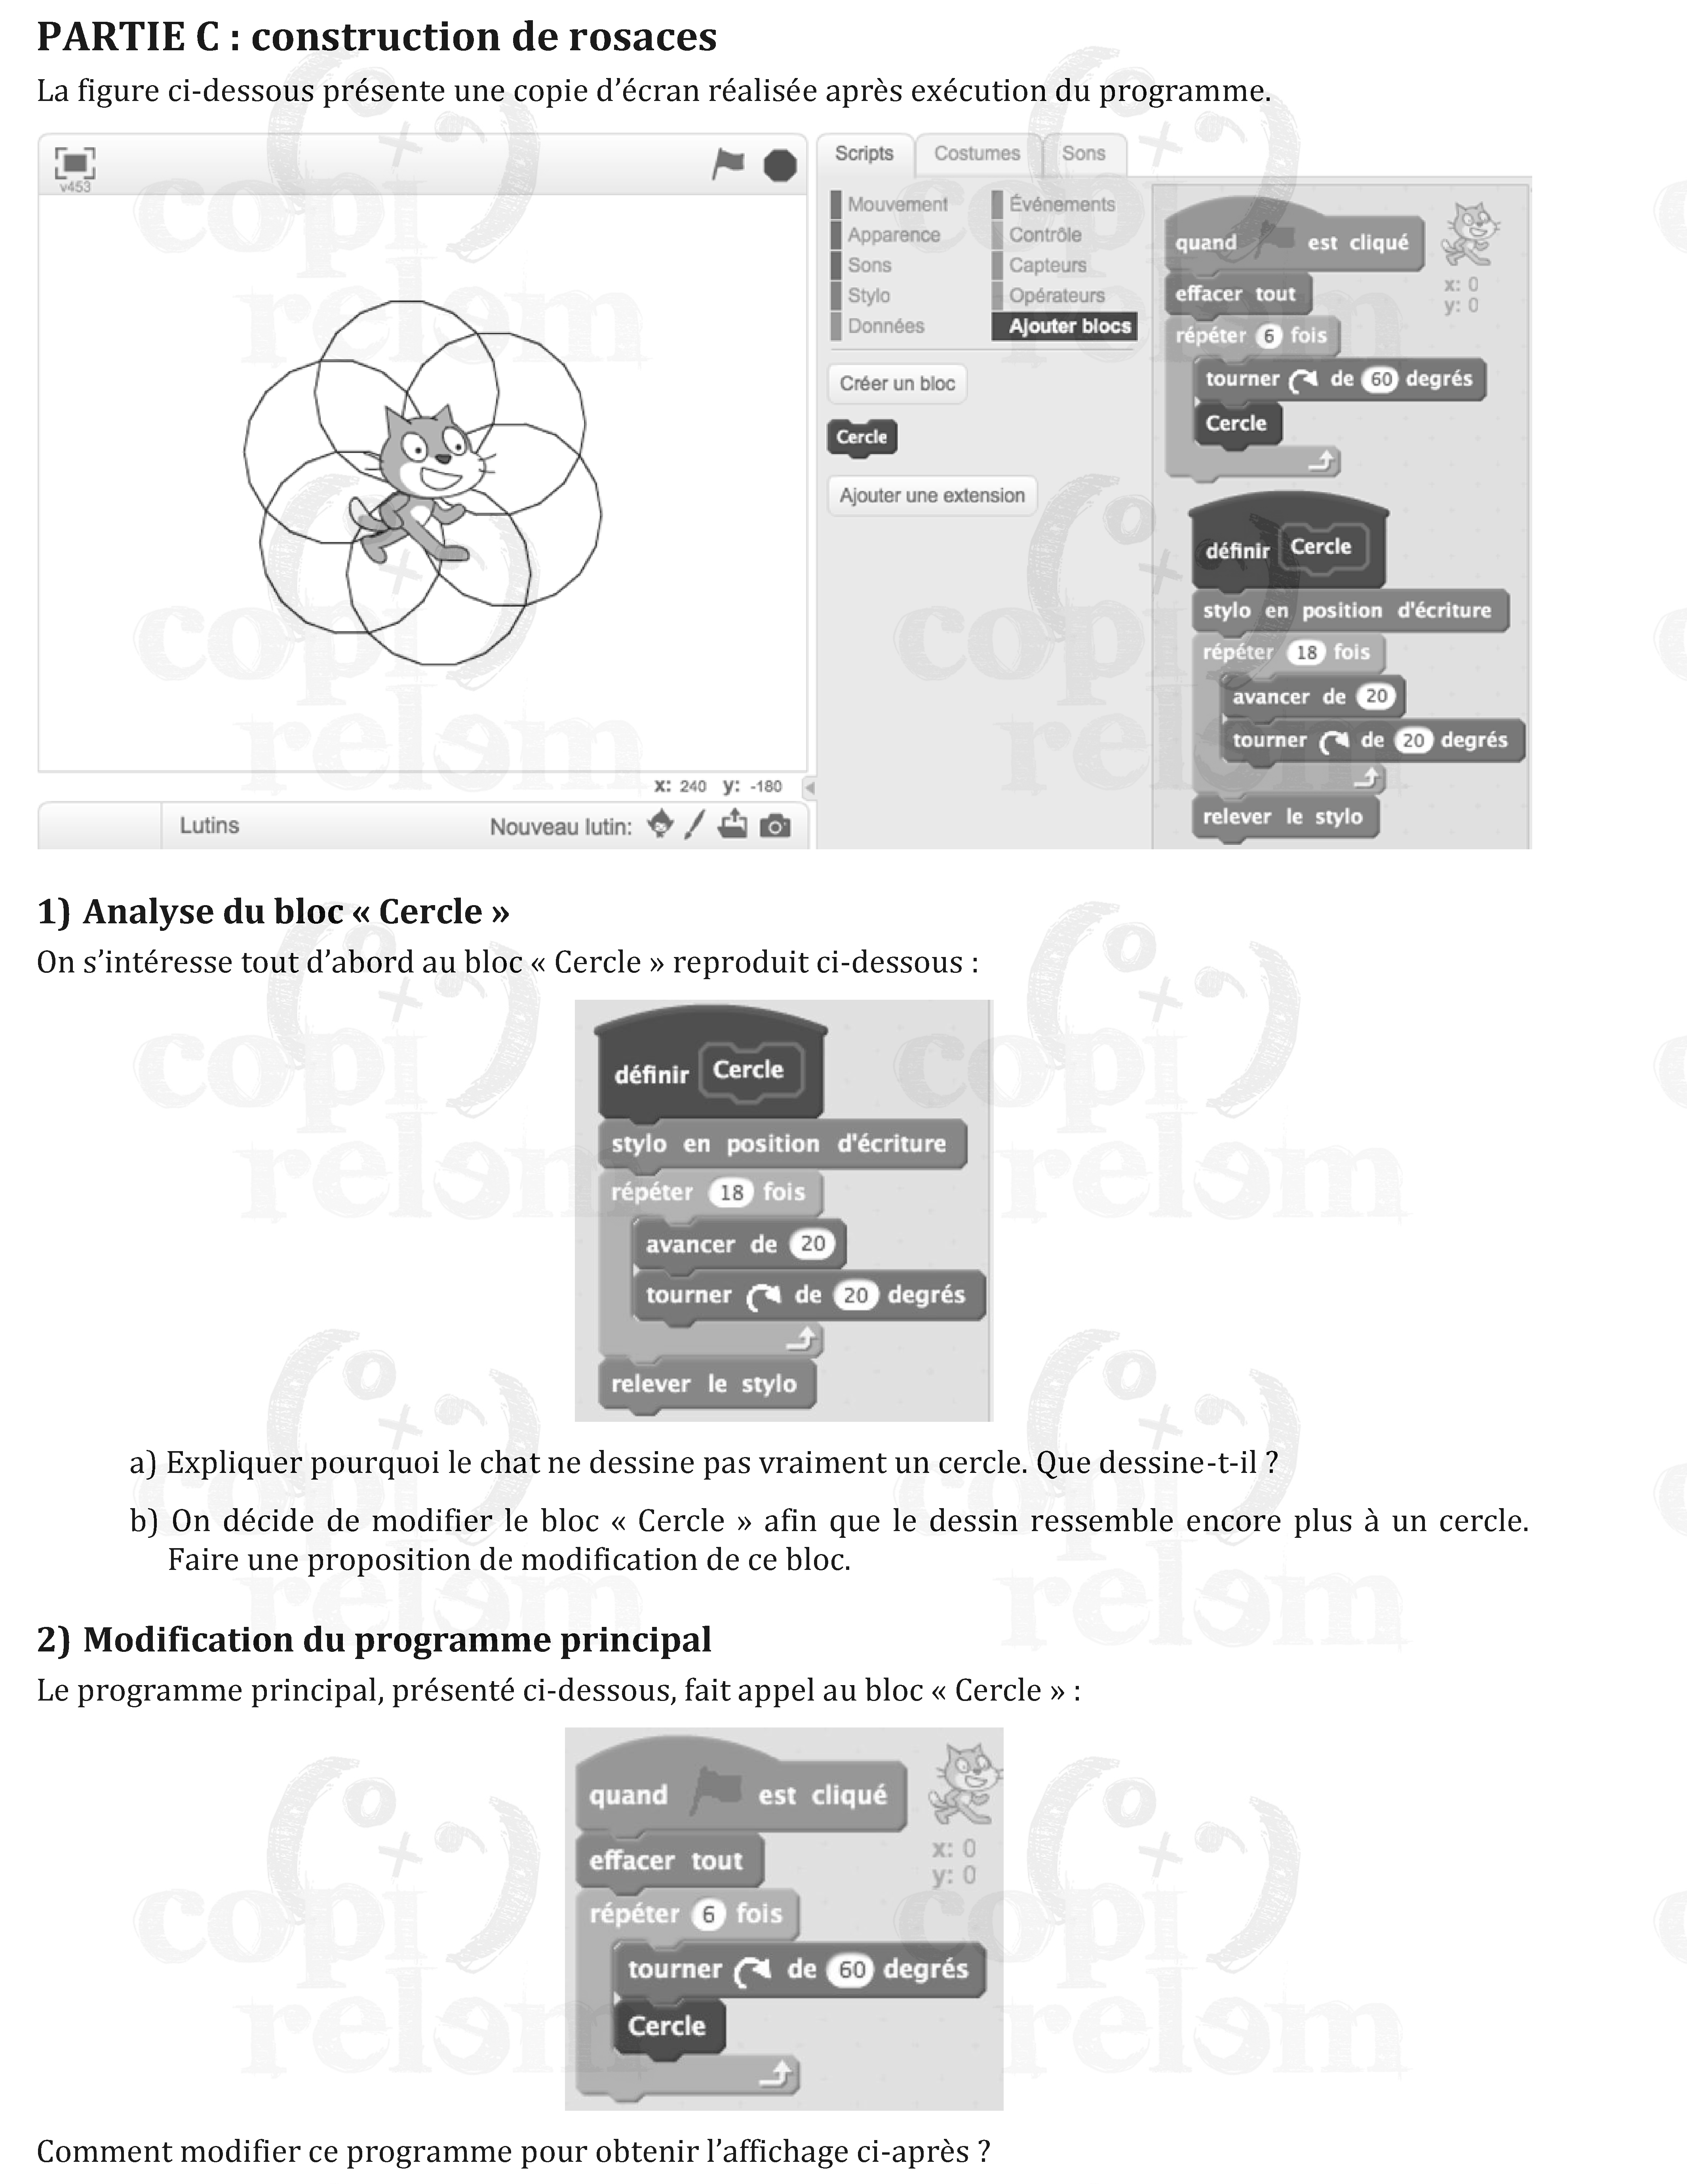 PARTIE C : construction de rosaces
La figure ci-dessous présente une copie d'écran réalisée après exécution du programme.
v453
Scripts Costumes Sons
Mouvement Événements
Apparence Contrôle
Sons Capteurs
Stylo Opérateurs
Données Ajouter blocs
Créer un bloc
Cercle
Ajouter une extension
quand est cliqué
effacer tout
répéter 6 fois
tourner de 60 degrés
Cercle
x: 0
y: 0
définir Cercle
stylo en position d'écriture
répéter 18 fois
avancer de 20
tourner de 20 degrés
relever le stylo
x: 240 y: -180
Lutins Nouveau lutin:
1) Analyse du bloc « Cercle »
On s'intéresse tout d'abord au bloc « Cercle » reproduit ci-dessous :
définir Cercle
stylo en position d'écriture
répéter 18 fois
avancer de 20
tourner de 20 degrés
relever le stylo
a) Expliquer pourquoi le chat ne dessine pas vraiment un cercle. Que dessine-t-il ?
b) On décide de modifier le bloc « Cercle » afin que le dessin ressemble encore plus à un cercle.
Faire une proposition de modification de ce bloc.
2) Modification du programme principal
Le programme principal, présenté ci-dessous, fait appel au bloc « Cercle » :
quand est cliqué
effacer tout
répéter 6 fois
tourner de 60 degrés
Cercle
x: 0
y: 0
Comment modifier ce programme pour obtenir l'affichage ci-après ?
copi
relem